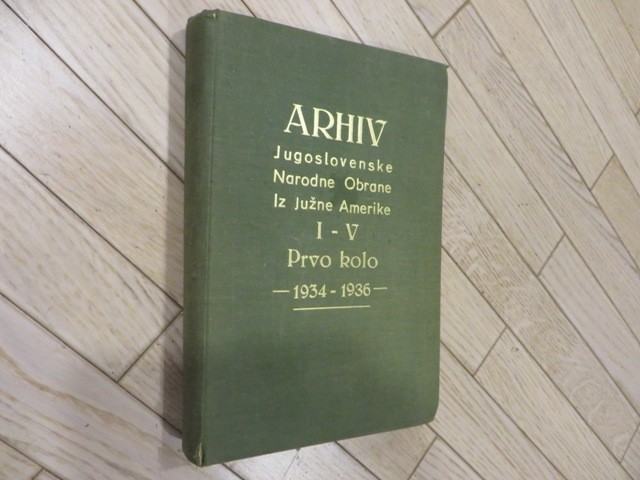 ARHIV
Jugoslovenske
Narodne Obrane
Iz Južne Amerike
I - V
Prvo kolo
— 1934 - 1936 —